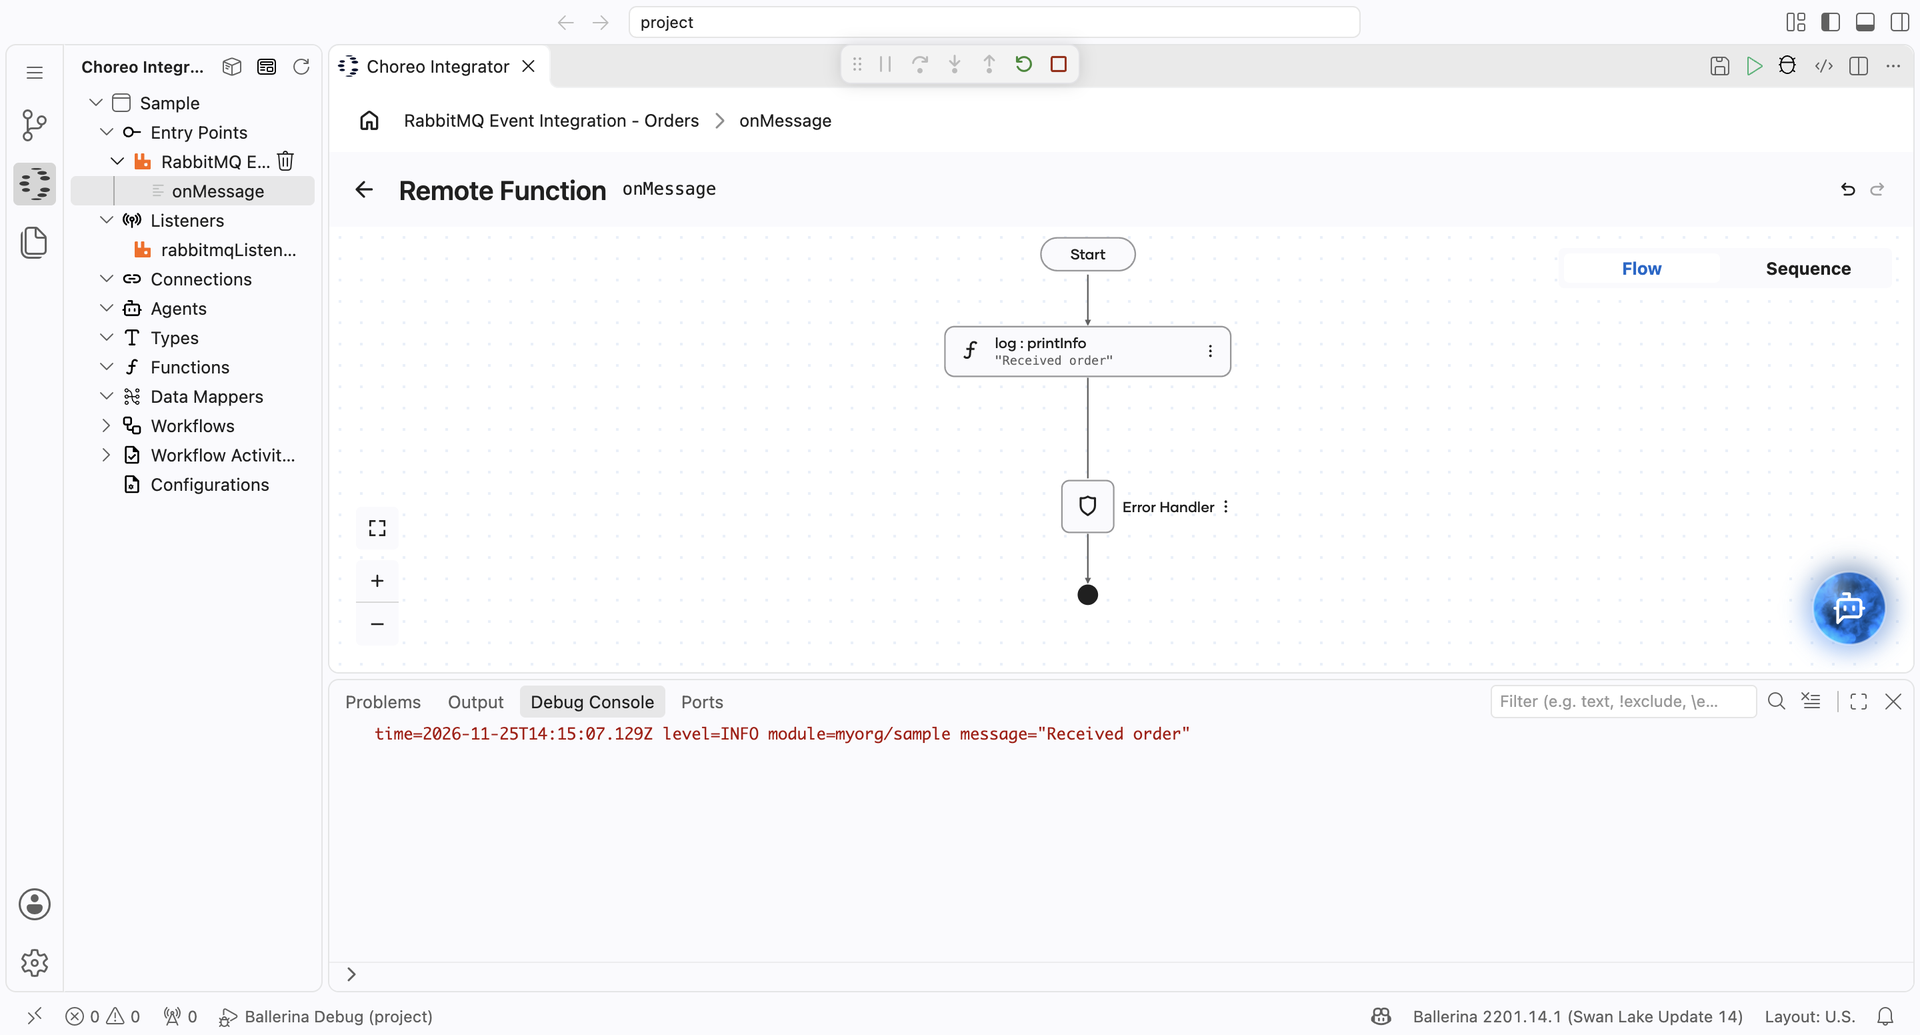 project
Choreo Integr...
Sample
Entry Points
RabbitMQ E...
onMessage
Listeners
rabbitmqListen...
Connections
Agents
Types
Functions
Data Mappers
Workflows
Workflow Activit...
Configurations
Choreo Integrator
RabbitMQ Event Integration - Orders > onMessage
Remote Function onMessage
Flow Sequence
Start
log : printInfo
"Received order"
Error Handler
Problems Output Debug Console Ports
Filter (e.g. text, !exclude, \e...
time=2026-11-25T14:15:07.129Z level=INFO module=myorg/sample message="Received order"
0 0 0 Ballerina Debug (project)
Ballerina 2201.14.1 (Swan Lake Update 14) Layout: U.S.